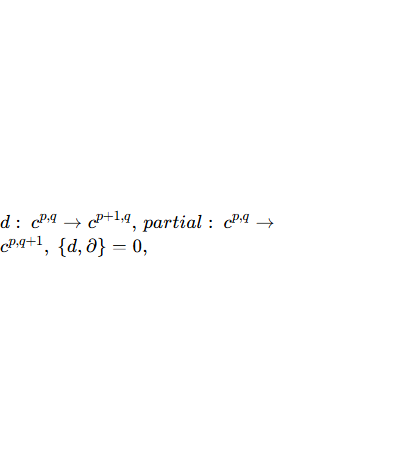 d : c^{p,q} → c^{p+1,q}, partial : c^{p,q} →
c^{p,q+1}, {d, ∂} = 0,